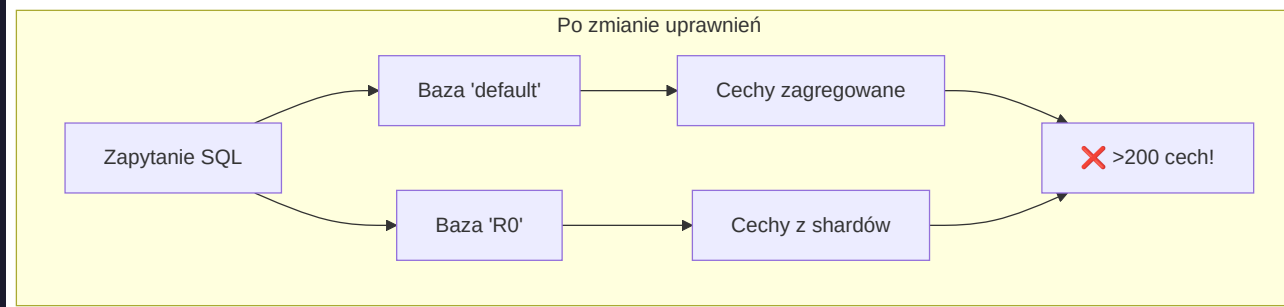 Po zmianie uprawnień
Zapytanie SQL
Baza 'default'
Cechy zagregowane
Baza 'R0'
Cechy z shardów
❌ >200 cech!